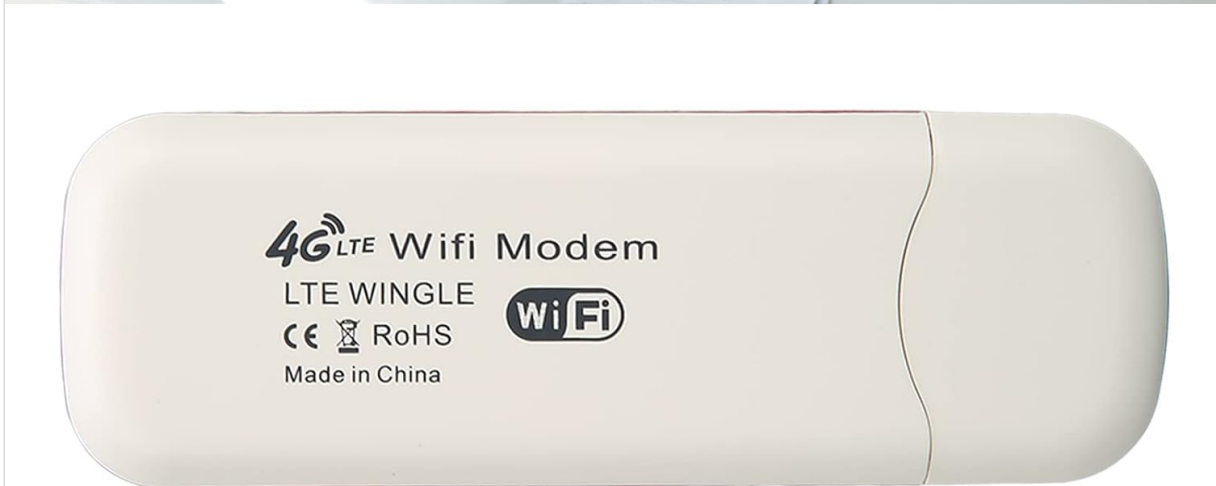 4G LTE Wifi Modem
LTE WINGLE
WiFi
CE RoHS
Made in China